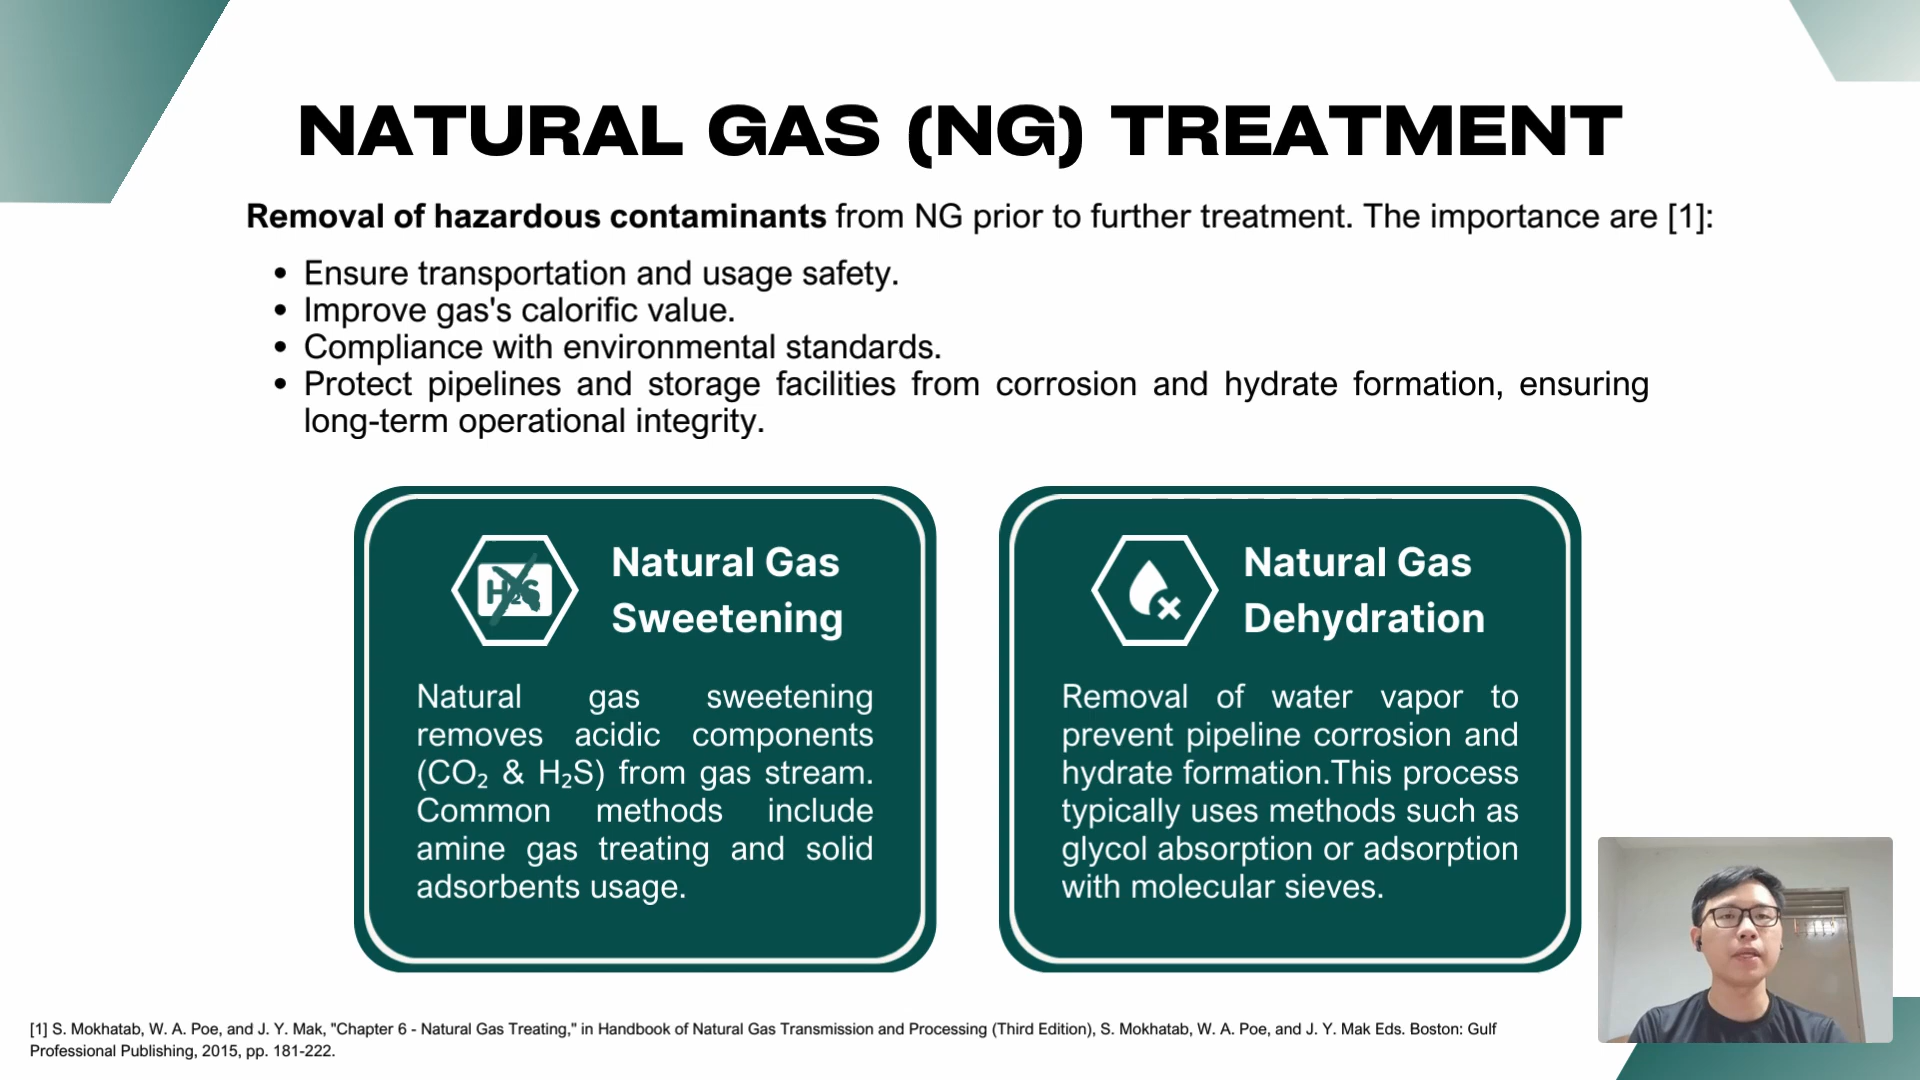 NATURAL GAS (NG) TREATMENT
Removal of hazardous contaminants from NG prior to further treatment. The importance are [1]:
• Ensure transportation and usage safety.
• Improve gas's calorific value.
• Compliance with environmental standards.
• Protect pipelines and storage facilities from corrosion and hydrate formation, ensuring
long-term operational integrity.
H₂S
Natural Gas
Sweetening
Natural gas sweetening
removes acidic components
(CO₂ & H₂S) from gas stream.
Common methods include
amine gas treating and solid
adsorbents usage.
Natural Gas
Dehydration
Removal of water vapor to
prevent pipeline corrosion and
hydrate formation.This process
typically uses methods such as
glycol absorption or adsorption
with molecular sieves.
[1] S. Mokhatab, W. A. Poe, and J. Y. Mak, "Chapter 6 - Natural Gas Treating," in Handbook of Natural Gas Transmission and Processing (Third Edition), S. Mokhatab, W. A. Poe, and J. Y. Mak Eds. Boston: Gulf
Professional Publishing, 2015, pp. 181-222.